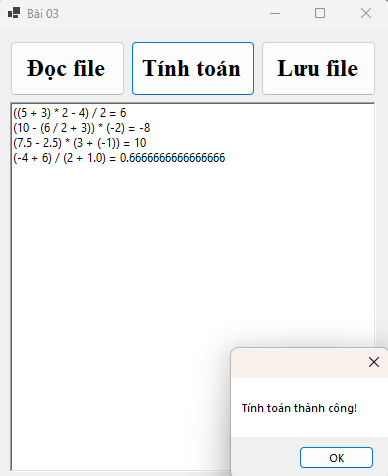 Bài 03
Đọc file
Tính toán
Lưu file
((5 + 3) * 2 - 4) / 2 = 6
(10 - (6 / 2 + 3)) * (-2) = -8
(7.5 - 2.5) * (3 + (-1)) = 10
(-4 + 6) / (2 + 1.0) = 0.6666666666666666
Tính toán thành công!
OK